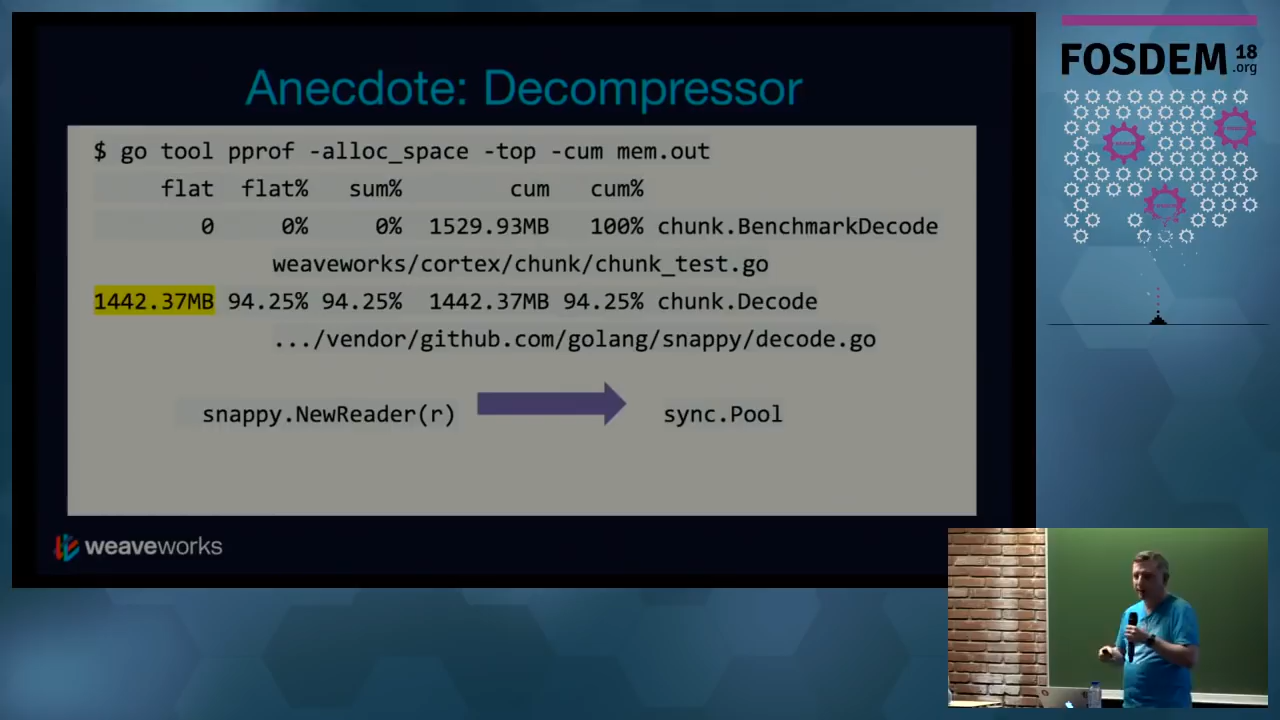 Anecdote: Decompressor
$ go tool pprof -alloc_space -top -cum mem.out
flat flat% sum% cum cum%
0 0% 0% 1529.93MB 100% chunk.BenchmarkDecode
weaveworks/cortex/chunk/chunk_test.go
1442.37MB 94.25% 94.25% 1442.37MB 94.25% chunk.Decode
.../vendor/github.com/golang/snappy/decode.go
snappy.NewReader(r) sync.Pool
weaveworks
FOSDEM 18
.org